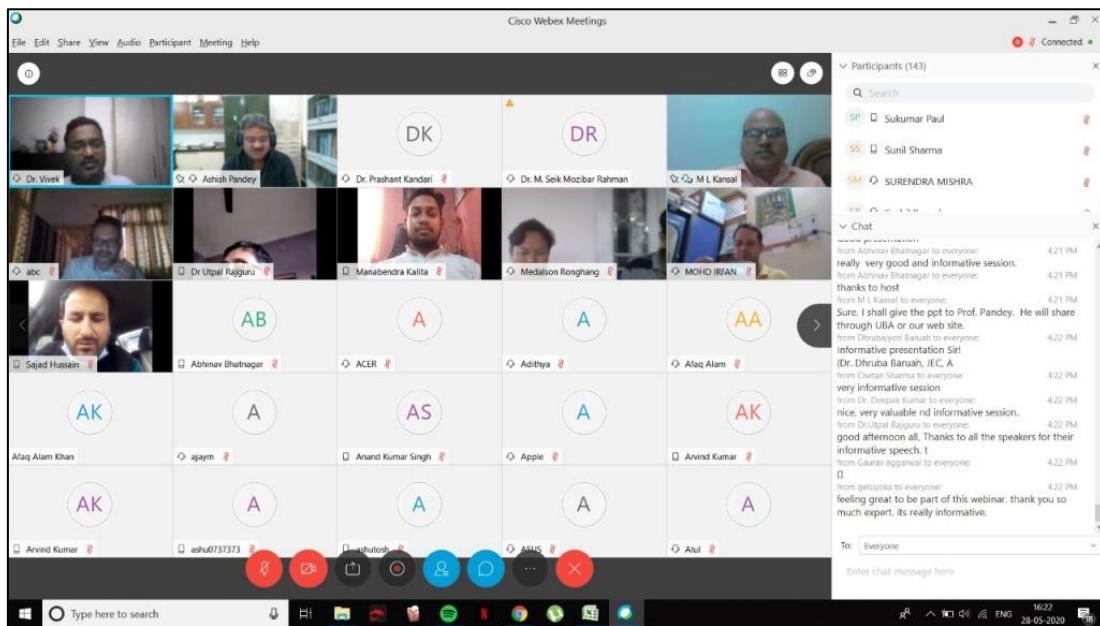 Cisco Webex Meetings
File Edit Share View Audio Participant Meeting Help
Connected
DK
DR
Dr. Vivek
Ashish Pandey
Dr. Prashant Kandari
Dr. M. Seik Mozibar Rahman
M L Kansal
abc
Dr Utpal Rajguru
Manabendra Kalita
Medalson Ronghang
MOHD IRFAN
AB
A
A
AA
Sajad Hussain
Abhinav Bhatnagar
ACER
Adithya
Afaq Alam
AK
A
AS
A
AK
Afaq Alam Khan
ajaym
Anand Kumar Singh
Apple
Arvind Kumar
AK
A
A
A
A
Arvind Kumar
ashu0737373
ashutosh
ASUS
Atul
Participants (143)
Search
SP Sukumar Paul
SS Sunil Sharma
SM SURENDRA MISHRA
Chat
from Abhinav Bhatnagar to everyone: 4:21 PM
really very good and informative session.
from Abhinav Bhatnagar to everyone: 4:21 PM
thanks to host
from M L Kansal to everyone: 4:21 PM
Sure. I shall give the ppt to Prof. Pandey. He will share
through UBA or our web site.
from Dhrubajyoti Baruah to everyone: 4:22 PM
Informative presentation Sir!
(Dr. Dhruba Baruah, JEC, A
from Chetan Sharma to everyone: 4:22 PM
very informative session
from Dr. Deepak Kumar to everyone: 4:22 PM
nice, very valuable nd informative session.
from Dr.Utpal Rajguru to everyone: 4:22 PM
good afternoon all, Thanks to all the speakers for their
informative speech. t
from Gaurav aggarwal to everyone: 4:22 PM
from getuyoka to everyone: 4:22 PM
feeling great to be part of this webinar. thank you so
much expert. its really informative.
To: Everyone
Enter chat message here
Type here to search
ENG
16:22
28-05-2020
18